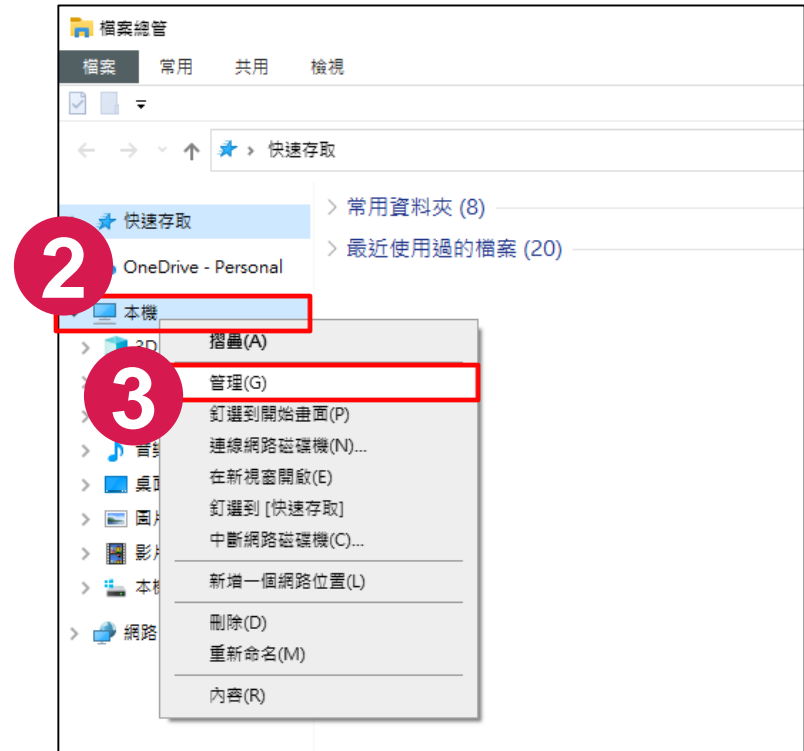 檔案總管
檔案 常用 共用 檢視
快速存取
快速存取
常用資料夾 (8)
最近使用過的檔案 (20)
OneDrive - Personal
2
本機
3D
摺疊(A)
3
管理(G)
釘選到開始畫面(P)
連線網路磁碟機(N)...
在新視窗開啟(E)
釘選到 [快速存取]
中斷網路磁碟機(C)...
新增一個網路位置(L)
網路
刪除(D)
重新命名(M)
內容(R)